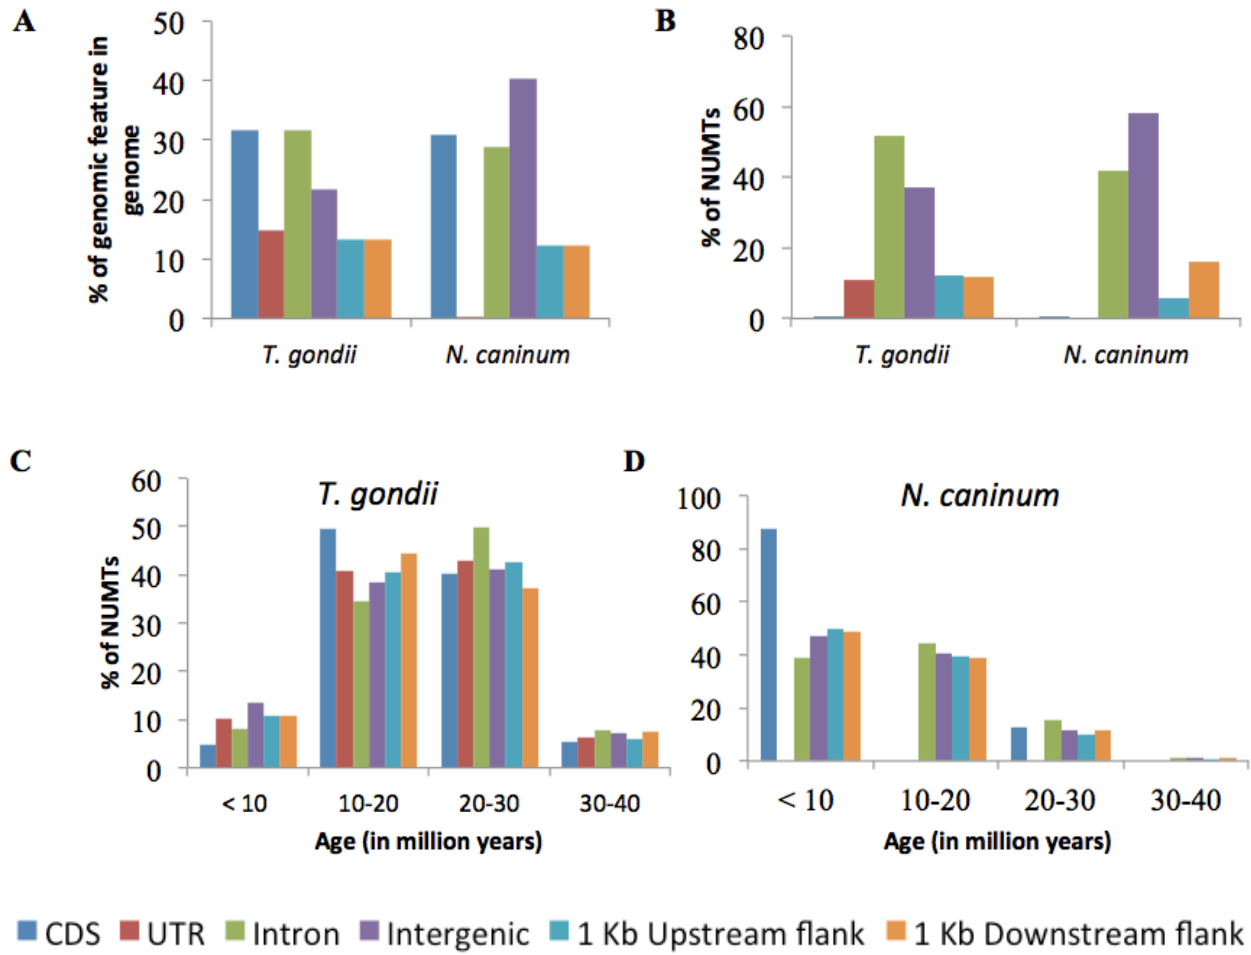 A
% of genomic feature in
genome
50
40
30
20
10
0
T. gondii
N. caninum
B
% of NUMTs
80
60
40
20
0
T. gondii
N. caninum
C
T. gondii
% of NUMTs
60
50
40
30
20
10
0
< 10
10-20
20-30
30-40
Age (in million years)
D
N. caninum
100
80
60
40
20
0
< 10
10-20
20-30
30-40
Age (in million years)
CDS UTR Intron Intergenic 1 Kb Upstream flank 1 Kb Downstream flank